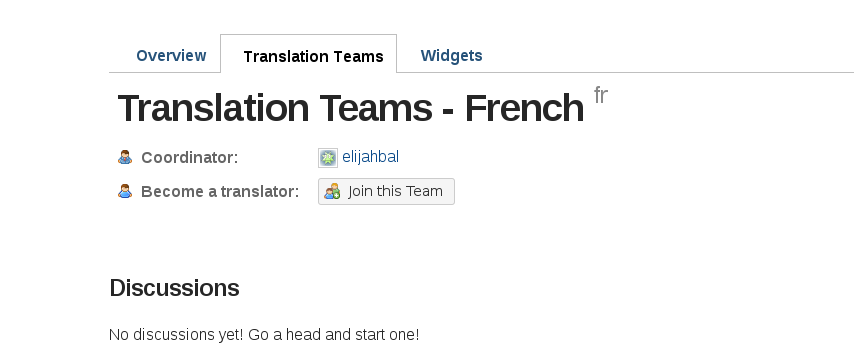 Overview Translation Teams Widgets
Translation Teams - French fr
Coordinator: elijahbal
Become a translator: Join this Team
Discussions
No discussions yet! Go a head and start one!